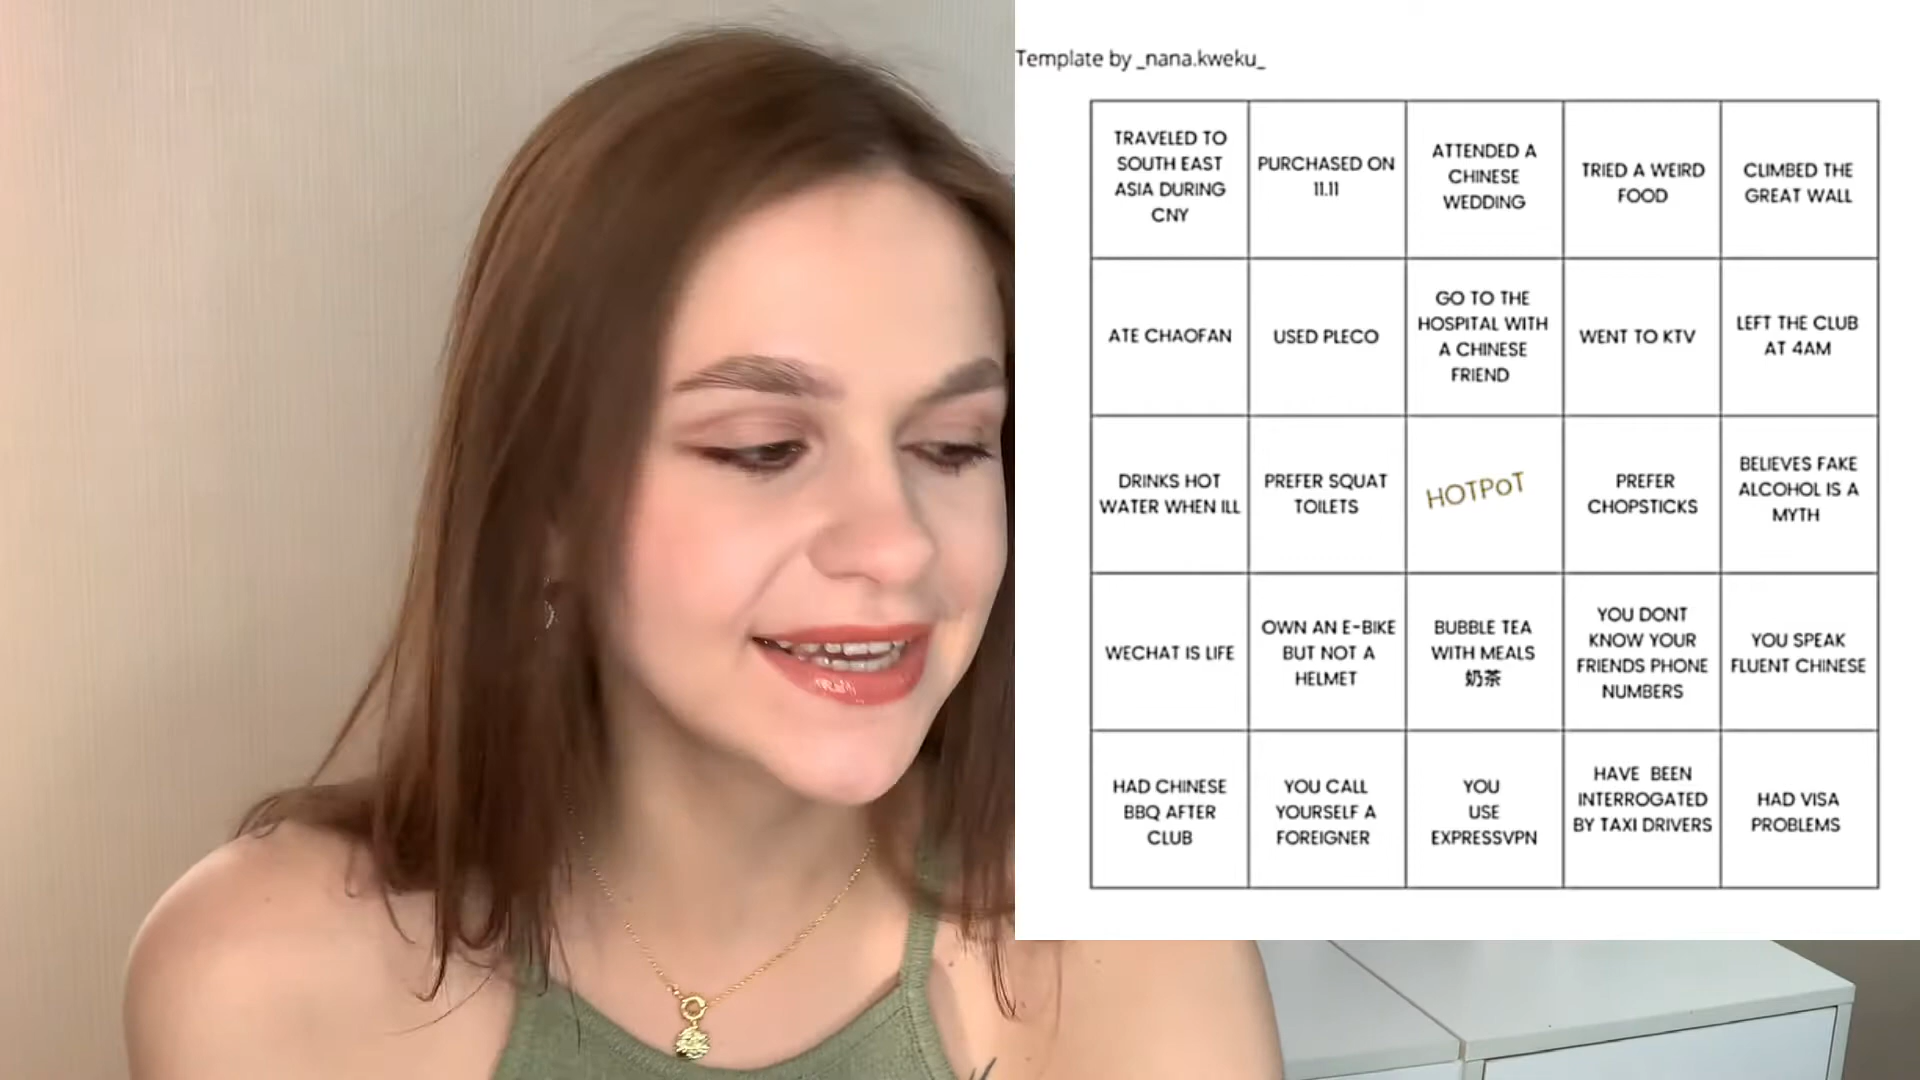 Template by _nana.kweku_
TRAVELED TO
SOUTH EAST
ASIA DURING
CNY
PURCHASED ON
11.11
ATTENDED A
CHINESE
WEDDING
TRIED A WEIRD
FOOD
CLIMBED THE
GREAT WALL
ATE CHAOFAN
USED PLECO
GO TO THE
HOSPITAL WITH
A CHINESE
FRIEND
WENT TO KTV
LEFT THE CLUB
AT 4AM
DRINKS HOT
WATER WHEN ILL
PREFER SQUAT
TOILETS
HOTPoT
PREFER
CHOPSTICKS
BELIEVES FAKE
ALCOHOL IS A
MYTH
WECHAT IS LIFE
OWN AN E-BIKE
BUT NOT A
HELMET
BUBBLE TEA
WITH MEALS
奶茶
YOU DONT
KNOW YOUR
FRIENDS PHONE
NUMBERS
YOU SPEAK
FLUENT CHINESE
HAD CHINESE
BBQ AFTER
CLUB
YOU CALL
YOURSELF A
FOREIGNER
YOU
USE
EXPRESSVPN
HAVE BEEN
INTERROGATED
BY TAXI DRIVERS
HAD VISA
PROBLEMS